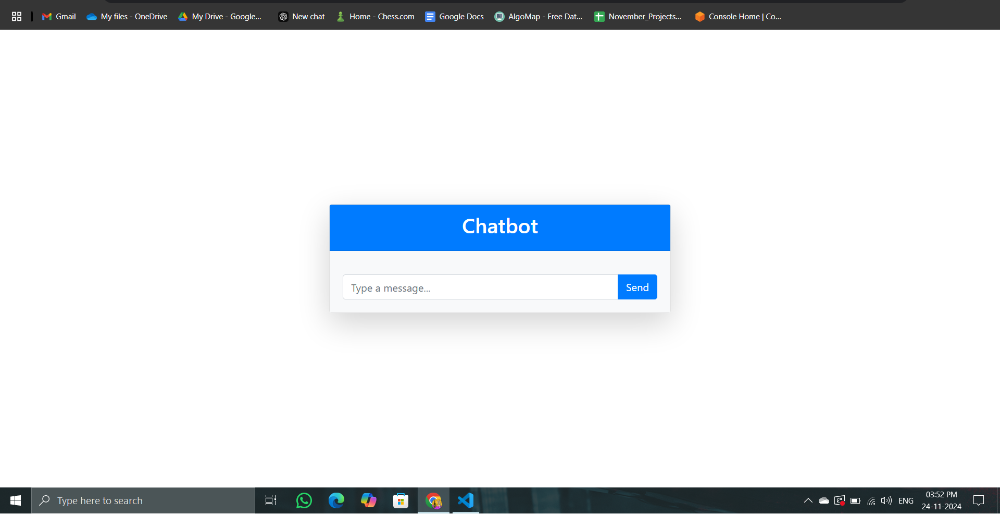 Gmail My files - OneDrive My Drive - Google... New chat Home - Chess.com Google Docs AlgoMap - Free Dat... November_Projects... Console Home | Co...
Chatbot
Type a message... Send
Type here to search ENG 03:52 PM
24-11-2024